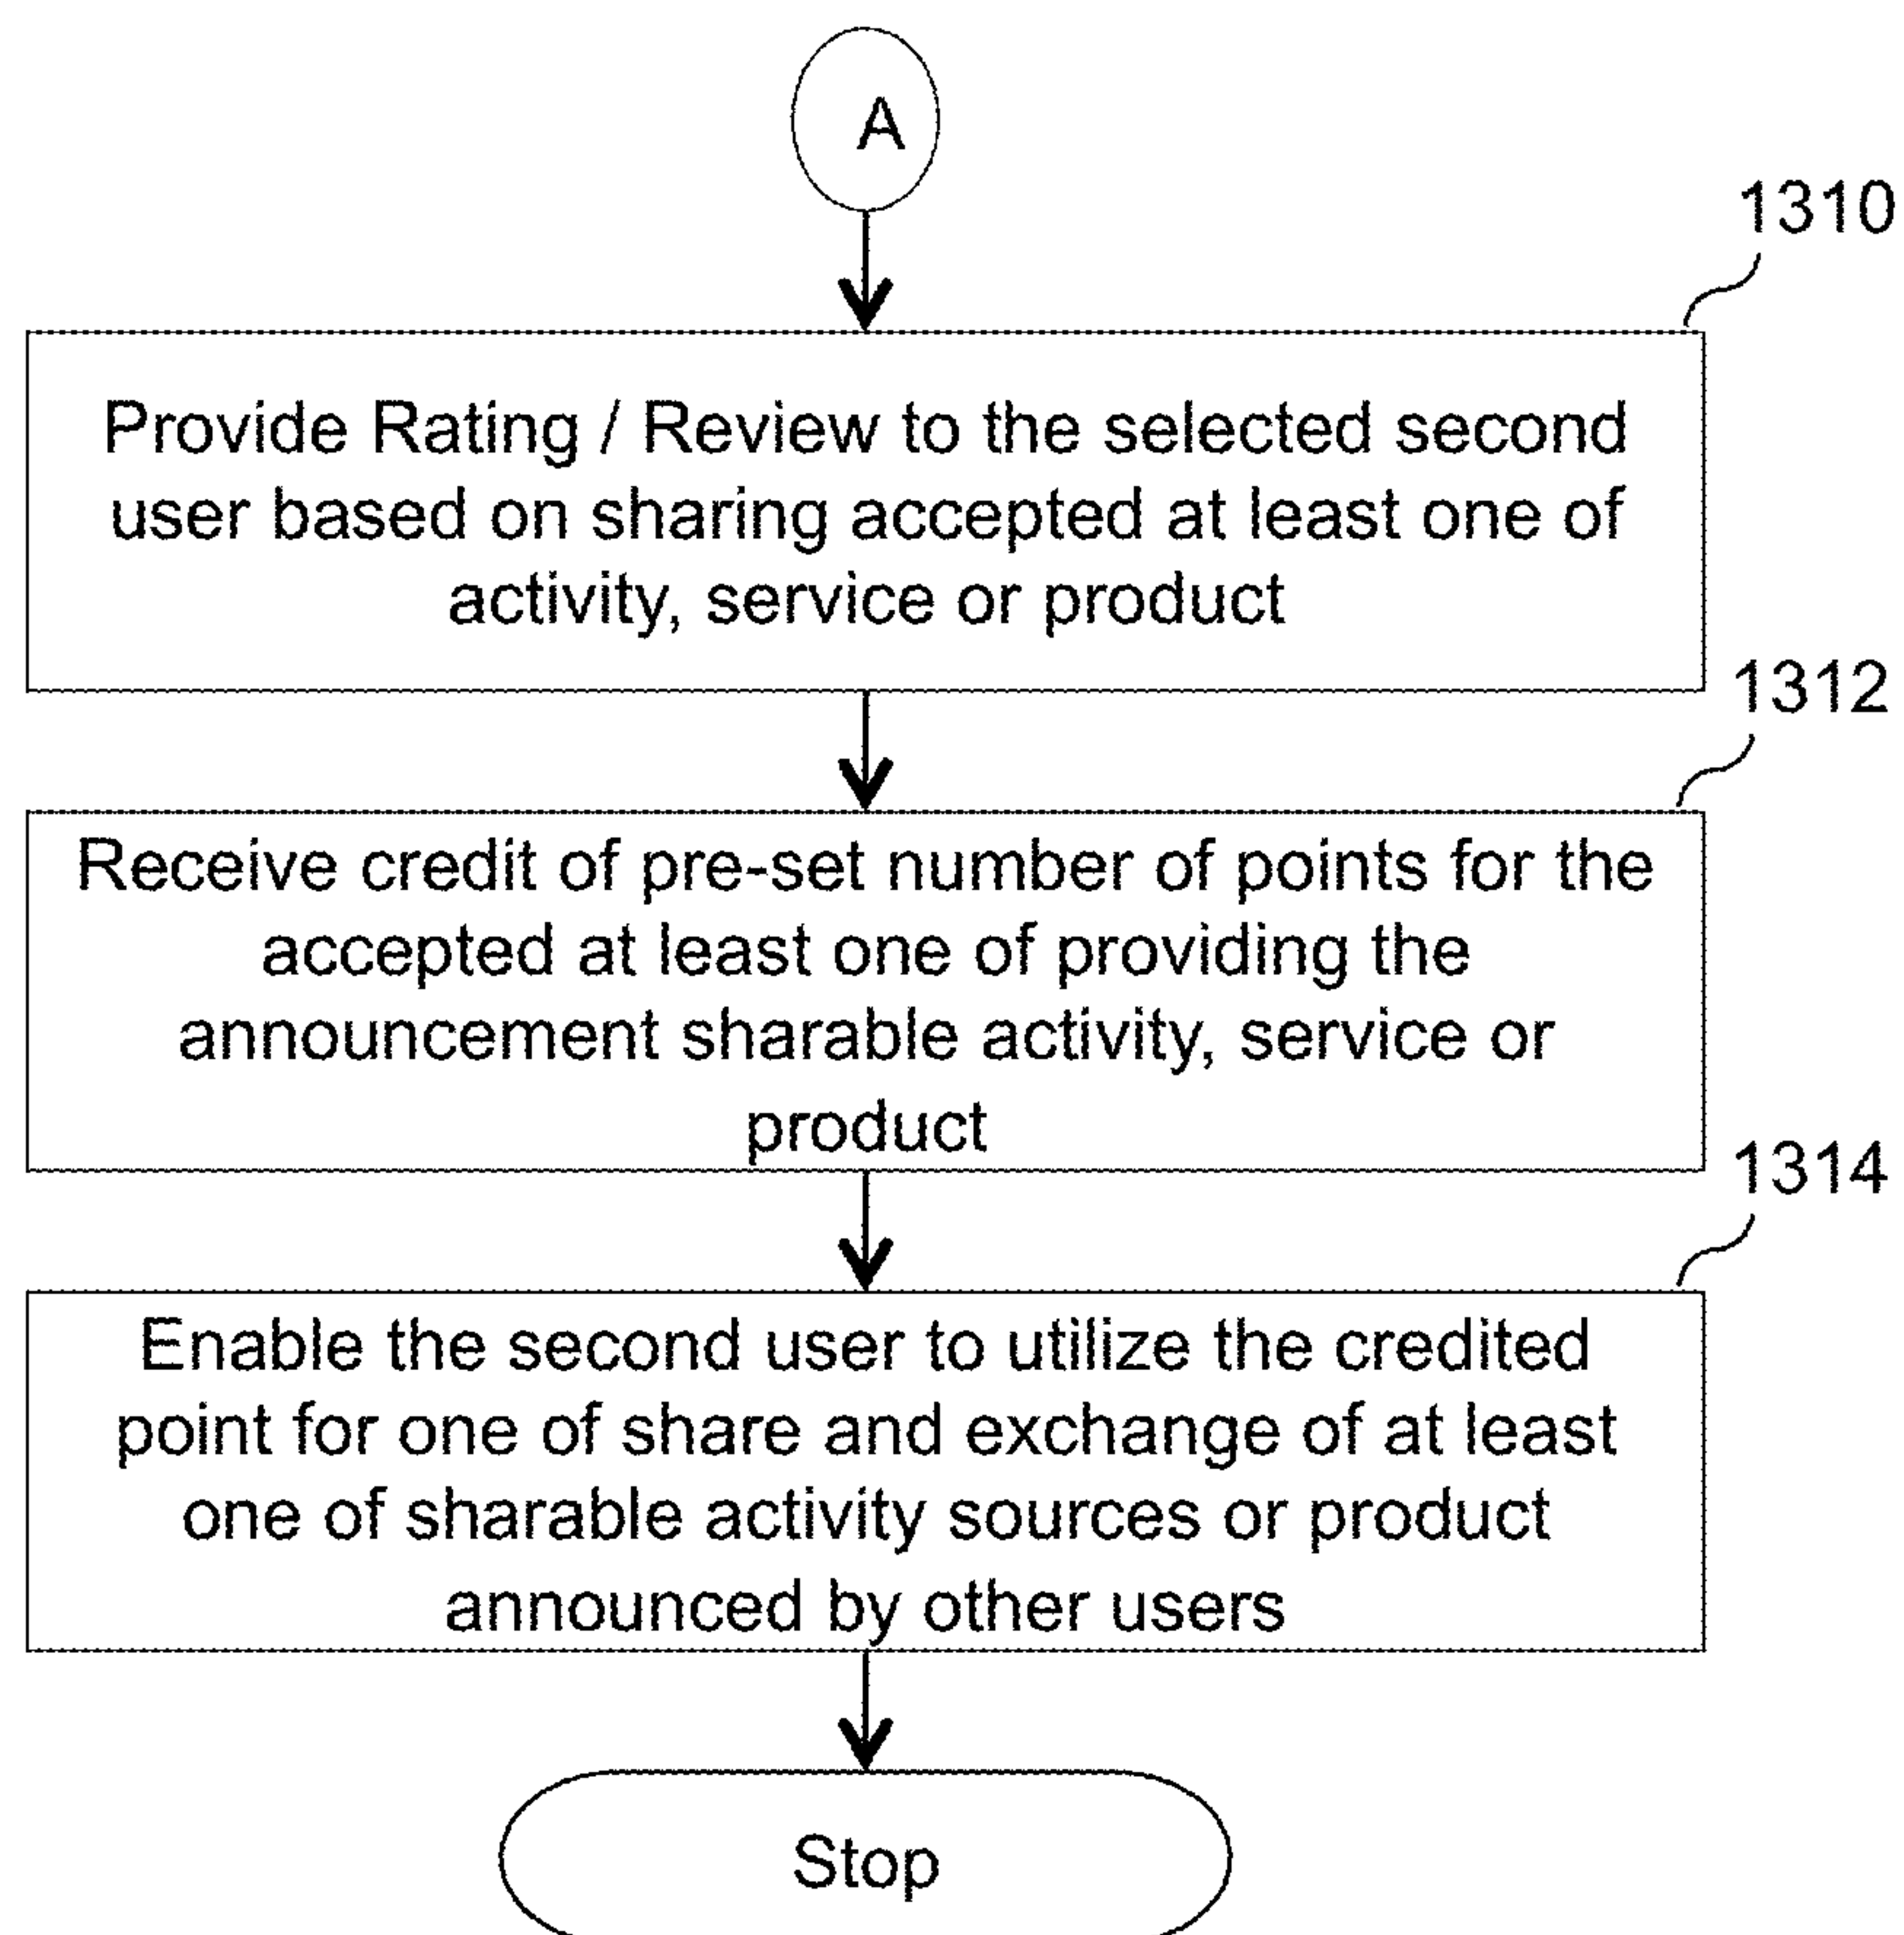 A
1310
Provide Rating / Review to the selected second
user based on sharing accepted at least one of
activity, service or product
1312
Receive credit of pre-set number of points for the
accepted at least one of providing the
announcement sharable activity, service or
product
1314
Enable the second user to utilize the credited
point for one of share and exchange of at least
one of sharable activity sources or product
announced by other users
Stop